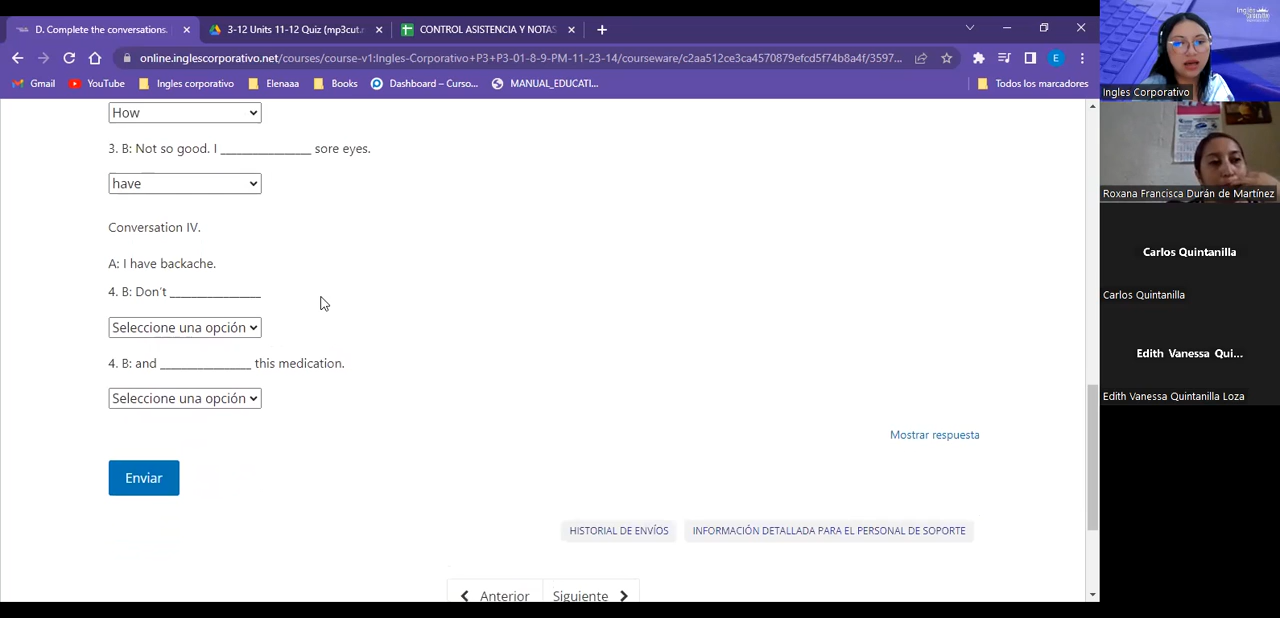 D. Complete the conversations.
3-12 Units 11-12 Quiz (mp3cut.
CONTROL ASISTENCIA Y NOTAS
online.inglescorporativo.net/courses/course-v1:Ingles-Corporativo+P3+P3-01-8-9-PM-11-23-14/courseware/c2aa512ce3ca4570879efcd5f74b8a4f/3597...
E
Gmail
YouTube
Ingles corporativo
Elenaaa
Books
Dashboard – Curso...
MANUAL_EDUCATI...
Todos los marcadores
How
3. B: Not so good. I ________________ sore eyes.
have
Conversation IV.
A: I have backache.
4. B: Don't ________________
Seleccione una opción
4. B: and ________________ this medication.
Seleccione una opción
Mostrar respuesta
Enviar
HISTORIAL DE ENVÍOS
INFORMACIÓN DETALLADA PARA EL PERSONAL DE SOPORTE
Anterior
Siguiente
Ingles Corporativo
Roxana Francisca Durán de Martínez
Carlos Quintanilla
Carlos Quintanilla
Edith Vanessa Qui...
Edith Vanessa Quintanilla Loza